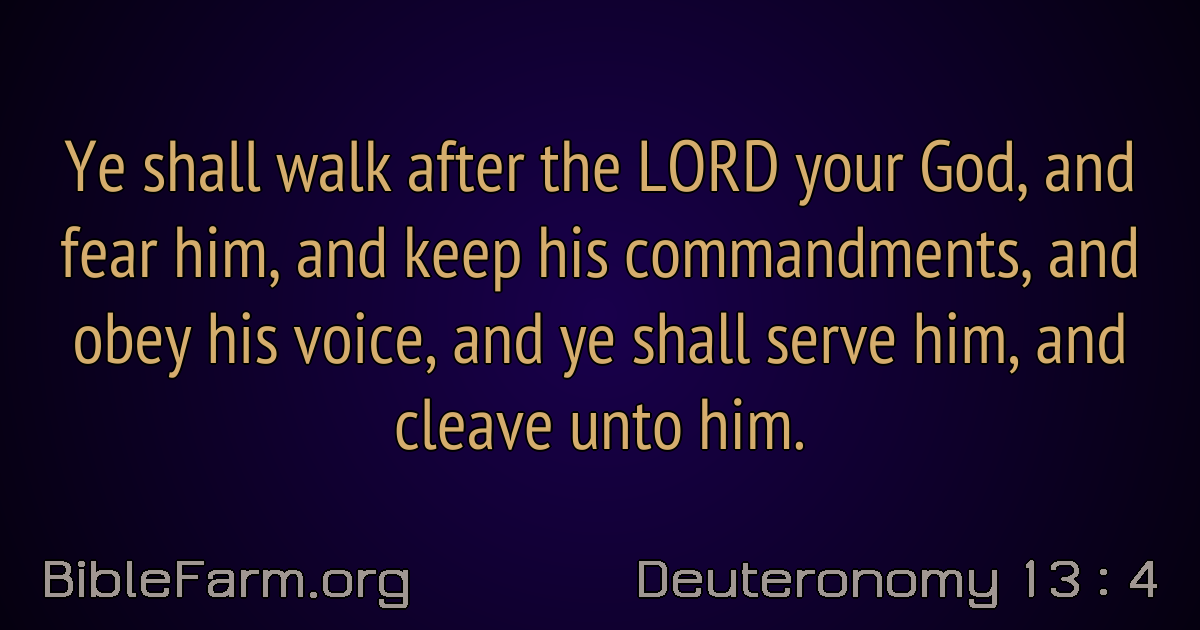 Ye shall walk after the LORD your God, and
fear him, and keep his commandments, and
obey his voice, and ye shall serve him, and
cleave unto him.
BibleFarm.org
Deuteronomy 13 : 4